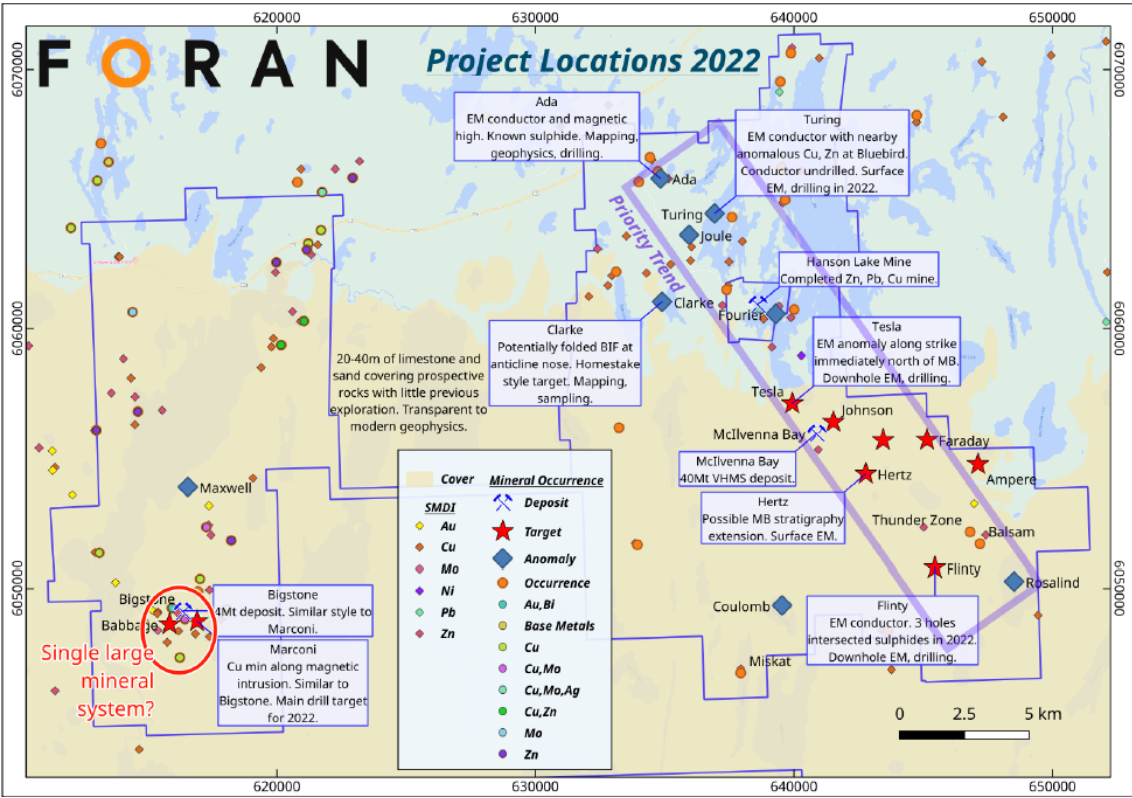 620000
630000
640000
650000
FORAN
Project Locations 2022
6070000
6070000
Ada
EM conductor and magnetic
high. Known sulphide. Mapping,
geophysics, drilling.
Turing
EM conductor with nearby
anomalous Cu, Zn at Bluebird.
Conductor undrilled. Surface
EM, drilling in 2022.
Ada
Turing
Joule
Priority Trend
Hanson Lake Mine
Completed Zn, Pb, Cu mine.
Clarke
Fourier
6060000
6060000
Clarke
Potentially folded BIF at
anticline nose. Homestake
style target. Mapping,
sampling.
Tesla
EM anomaly along strike
immediately north of MB.
Downhole EM, drilling.
20-40m of limestone and
sand covering prospective
rocks with little previous
exploration. Transparent to
modern geophysics.
Tesla
Johnson
McIlvenna Bay
Faraday
McIlvenna Bay
40Mt VHMS deposit.
Hertz
Ampere
Hertz
Possible MB stratigraphy
extension. Surface EM.
Maxwell
Thunder Zone
Balsam
Flinty
Rosalind
Coulomb
Flinty
EM conductor. 3 holes
intersected sulphides in 2022.
Downhole EM, drilling.
Miskat
6050000
6050000
Bigstone
Babbage
Bigstone
4Mt deposit. Similar style to
Marconi.
Marconi
Cu min along magnetic
intrusion. Similar to
Bigstone. Main drill target
for 2022.
Single large
mineral
system?
Cover
SMDI
Au
Cu
Mo
Ni
Pb
Zn
Mineral Occurrence
Deposit
Target
Anomaly
Occurrence
Au,Bi
Base Metals
Cu
Cu,Mo
Cu,Mo,Ag
Cu,Zn
Mo
Zn
0 2.5 5 km
620000
630000
640000
650000